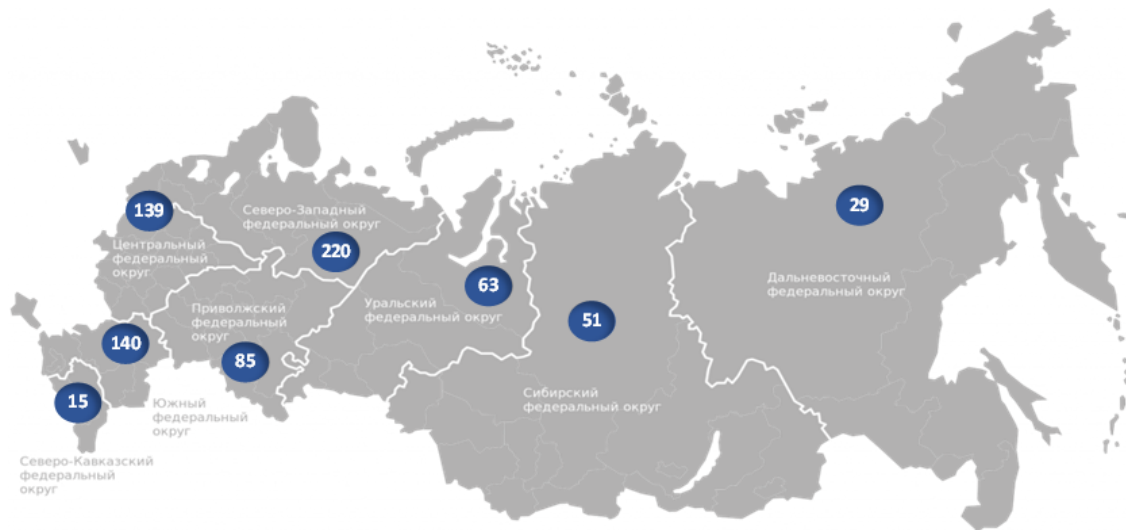 139
Северо-Западный
федеральный округ
220
29
Центральный
федеральный
округ
63
Дальневосточный
федеральный округ
Уральский
федеральный округ
Приволжский
федеральный
округ
51
140
85
15
Сибирский
федеральный округ
Южный
федеральный
округ
Северо-Кавказский
федеральный
округ